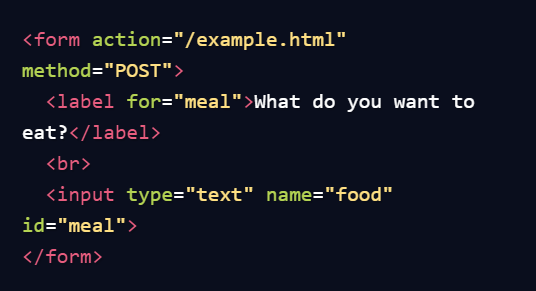 <form action="/example.html"
method="POST">
  <label for="meal">What do you want to
eat?</label>
  <br>
  <input type="text" name="food"
id="meal">
</form>